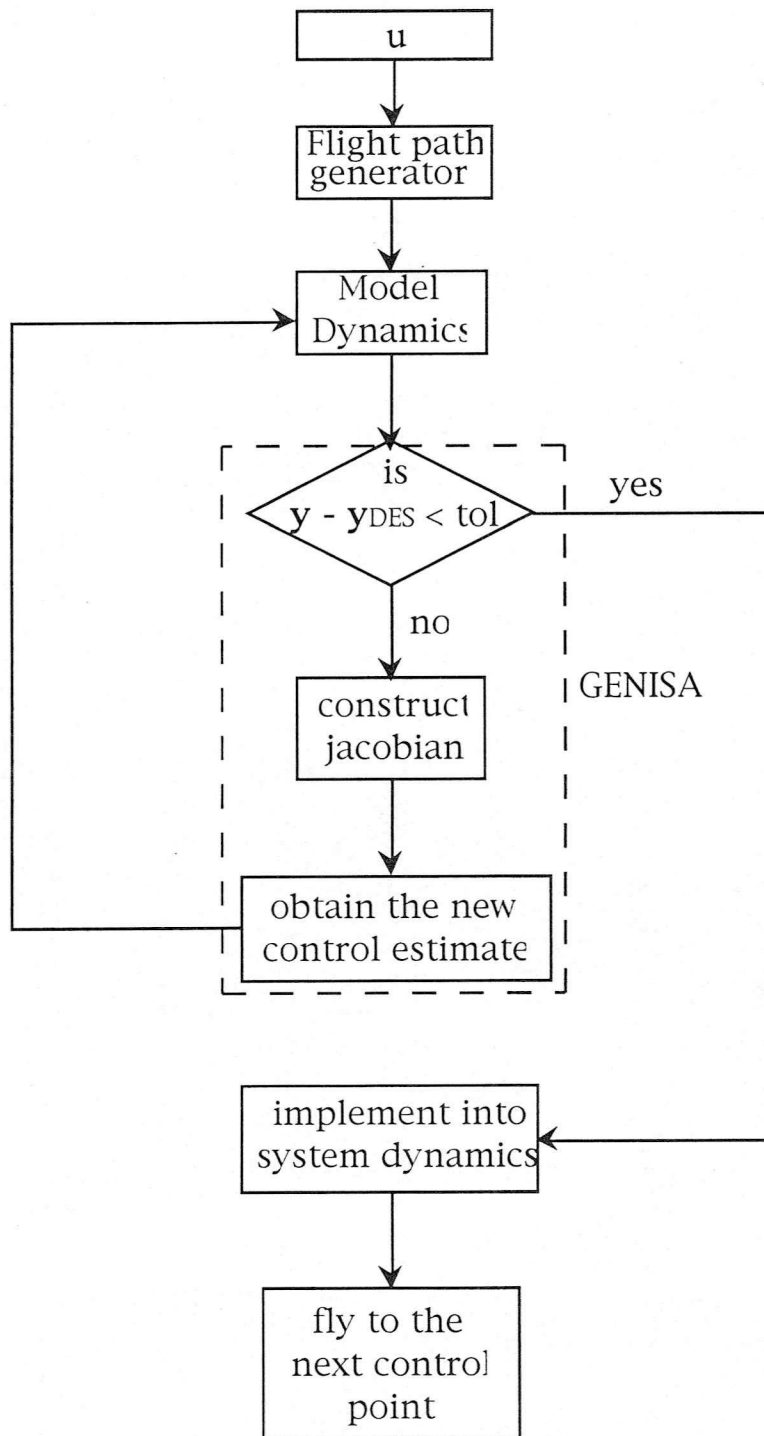 u
Flight path
generator
Model
Dynamics
is
y - yDES < tol
yes
no
construct
jacobian
GENISA
obtain the new
control estimate
implement into
system dynamics
fly to the
next control
point